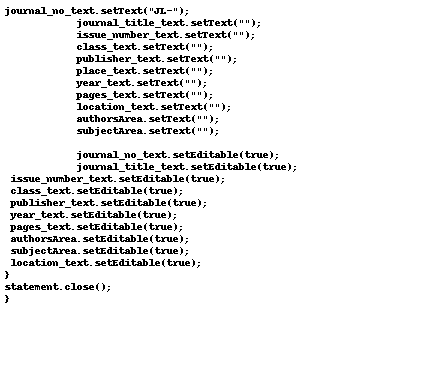 journal_no_text.setText("JL-");
journal_title_text.setText("");
issue_number_text.setText("");
class_text.setText("");
publisher_text.setText("");
place_text.setText("");
year_text.setText("");
pages_text.setText("");
location_text.setText("");
authorsArea.setText("");
subjectArea.setText("");
journal_no_text.setEditable(true);
journal_title_text.setEditable(true);
issue_number_text.setEditable(true);
class_text.setEditable(true);
publisher_text.setEditable(true);
year_text.setEditable(true);
pages_text.setEditable(true);
authorsArea.setEditable(true);
subjectArea.setEditable(true);
location_text.setEditable(true);
}
statement.close();
}